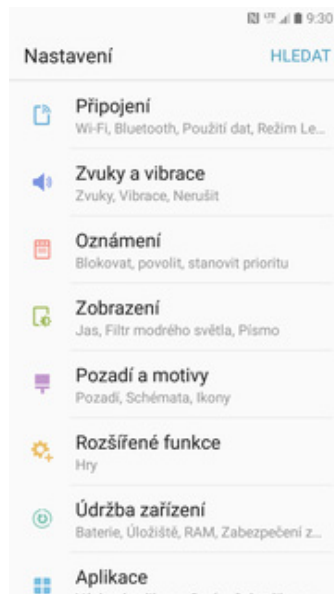 9:30
Nastavení HLEDAT
Připojení
Wi-Fi, Bluetooth, Použití dat, Režim Le...
Zvuky a vibrace
Zvuky, Vibrace, Nerušit
Oznámení
Blokovat, povolit, stanovit prioritu
Zobrazení
Jas, Filtr modrého světla, Písmo
Pozadí a motivy
Pozadí, Schémata, Ikony
Rozšířené funkce
Hry
Údržba zařízení
Baterie, Úložiště, RAM, Zabezpečení z...
Aplikace